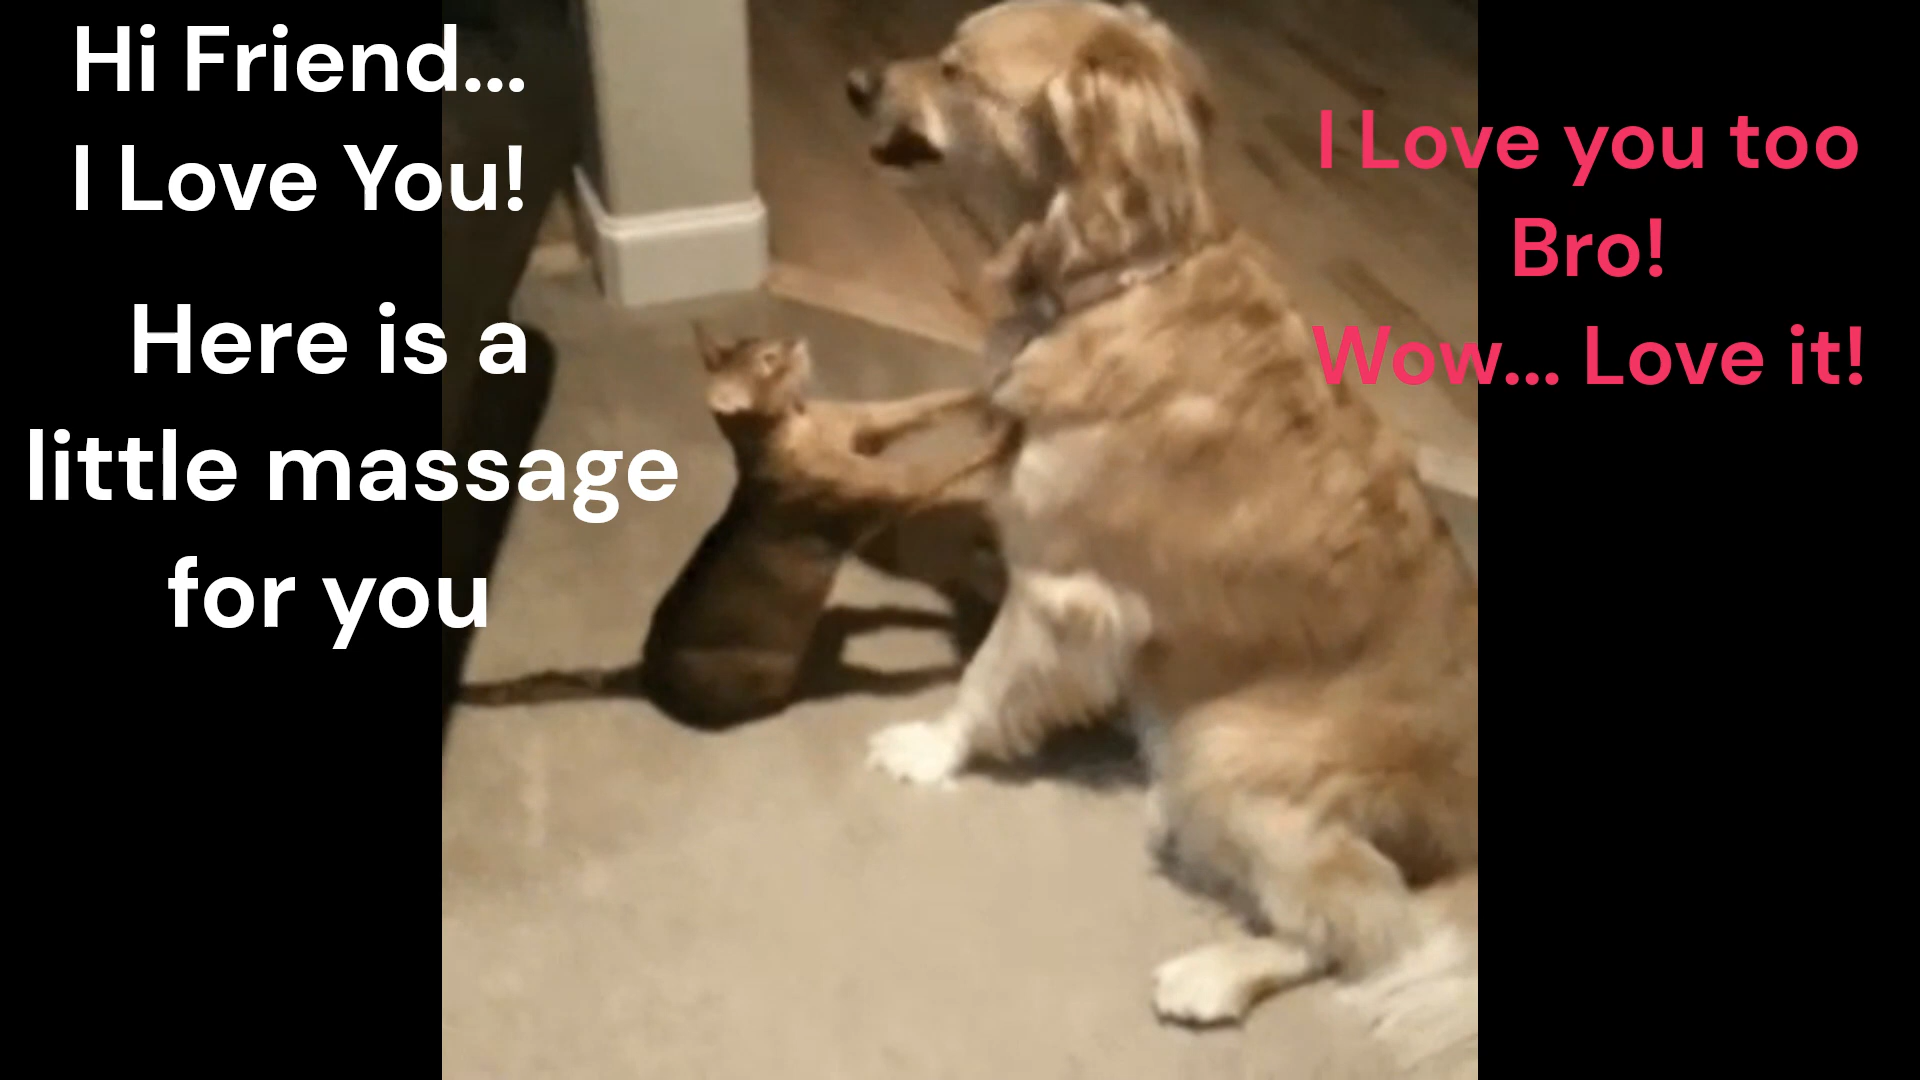 Hi Friend...
I Love You!
Here is a
little massage
for you
I Love you too
Bro!
Wow... Love it!